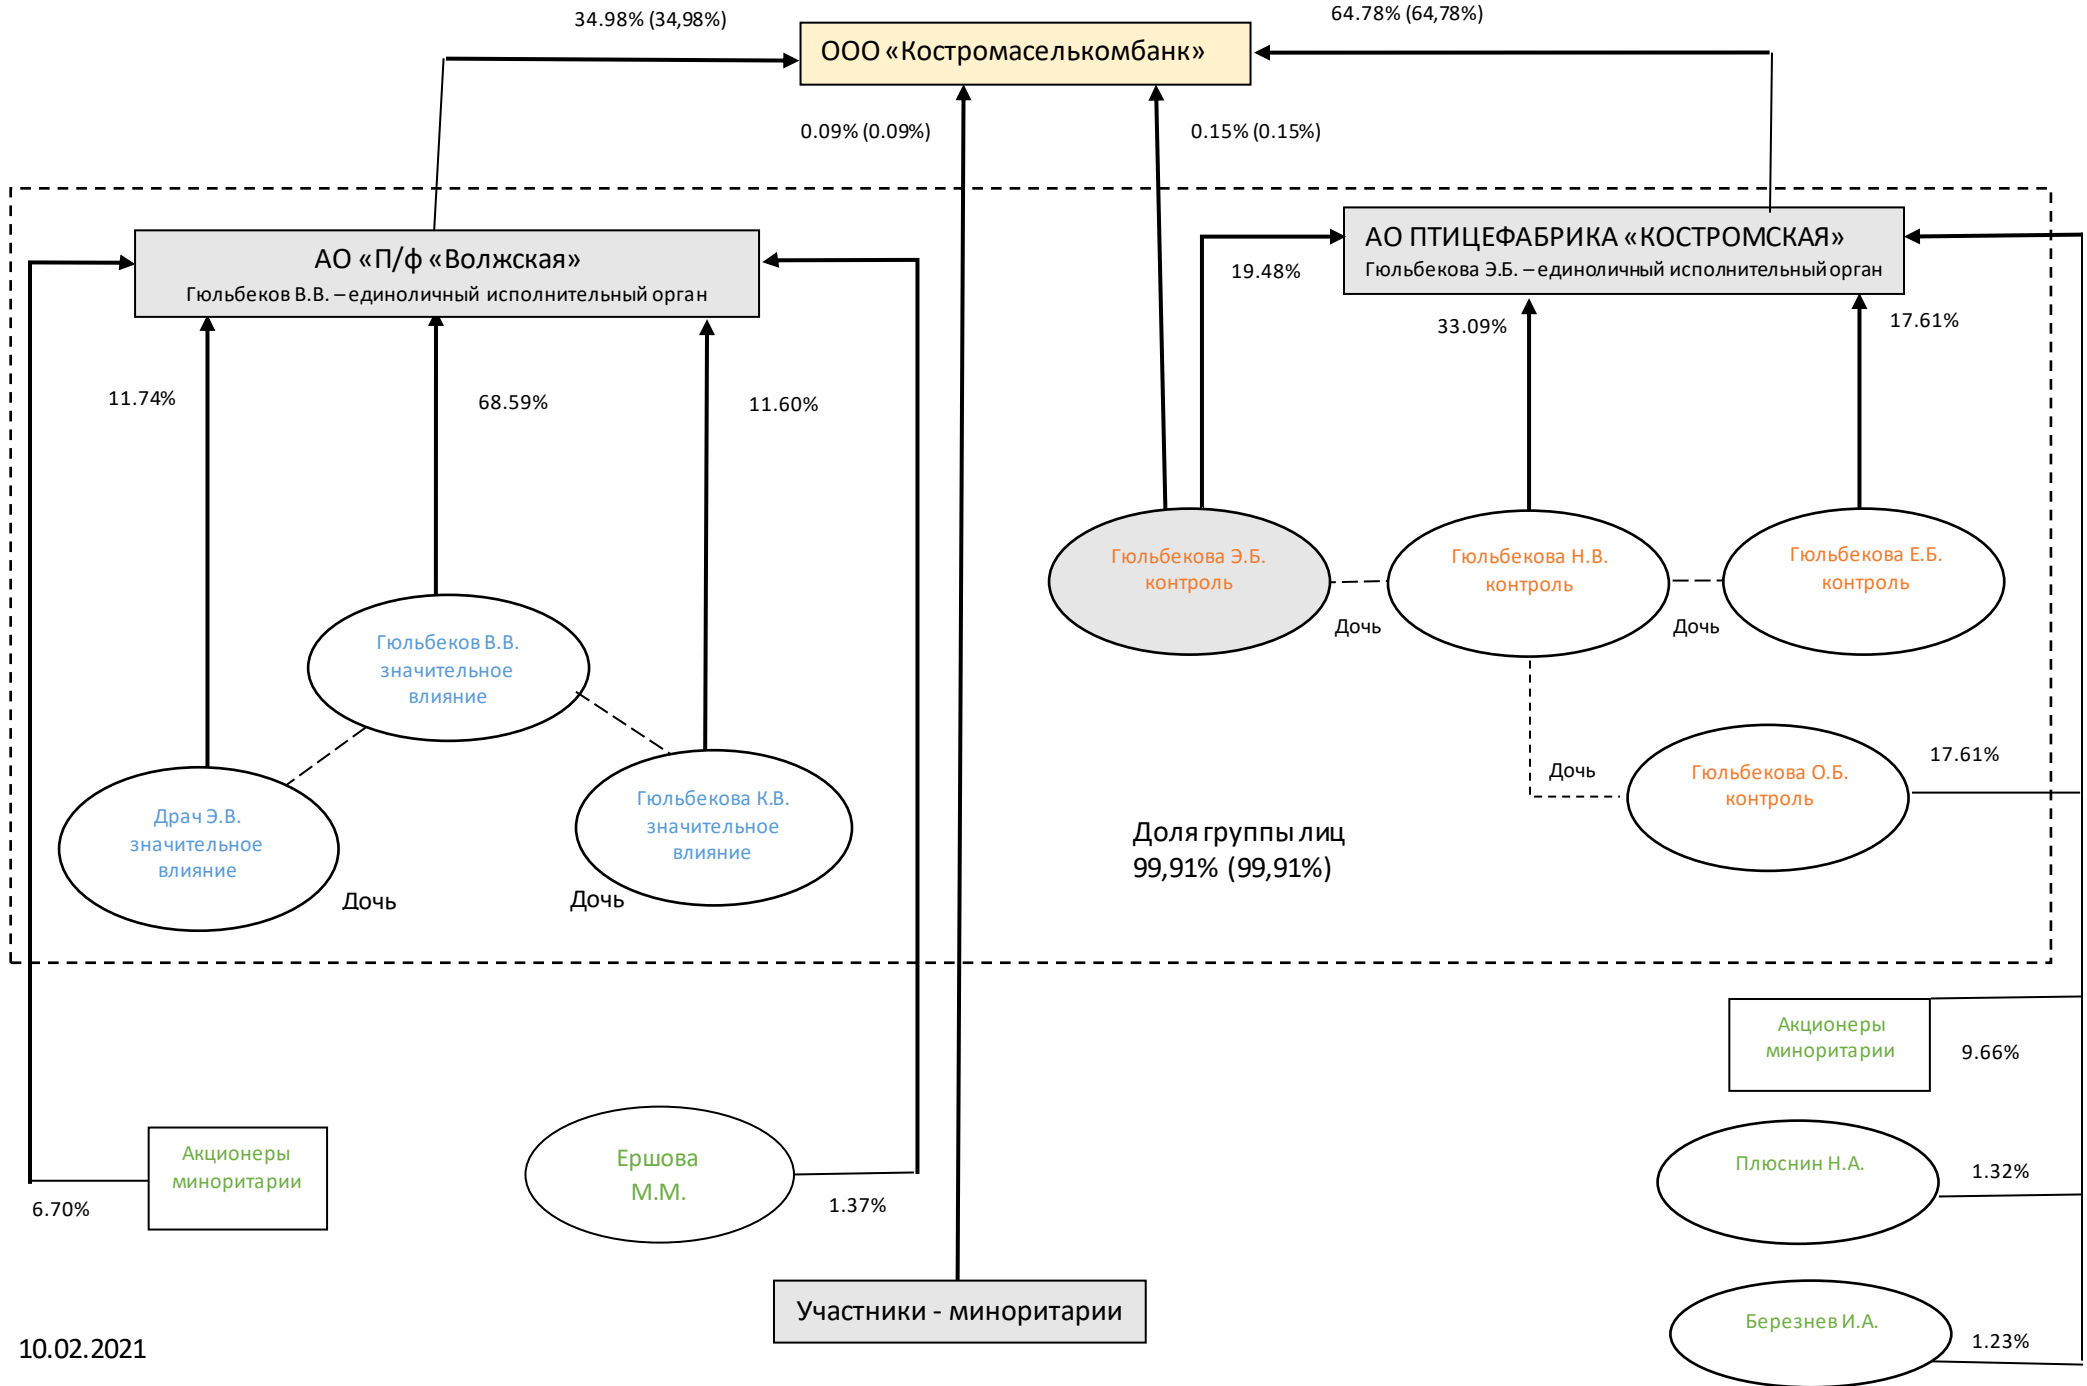 34.98% (34,98%)
64.78% (64,78%)
ООО «Костромаселькомбанк»
0.09% (0.09%)
0.15% (0.15%)
АО «П/ф «Волжская»
Гюльбеков В.В. – единоличный исполнительный орган
АО ПТИЦЕФАБРИКА «КОСТРОМСКАЯ»
Гюльбекова Э.Б. – единоличный исполнительный орган
19.48%
33.09%
17.61%
11.74%
68.59%
11.60%
Гюльбекова Э.Б.
контроль
Гюльбекова Н.В.
контроль
Гюльбекова Е.Б.
контроль
Дочь
Дочь
Гюльбеков В.В.
значительное
влияние
Драч Э.В.
значительное
влияние
Гюльбекова К.В.
значительное
влияние
Дочь
Дочь
Дочь
Гюльбекова О.Б.
контроль
17.61%
Доля группы лиц
99,91% (99,91%)
Акционеры
миноритарии
9.66%
Акционеры
миноритарии
6.70%
Ершова
М.М.
1.37%
Плюснин Н.А.
1.32%
Участники - миноритарии
Березнев И.А.
1.23%
10.02.2021